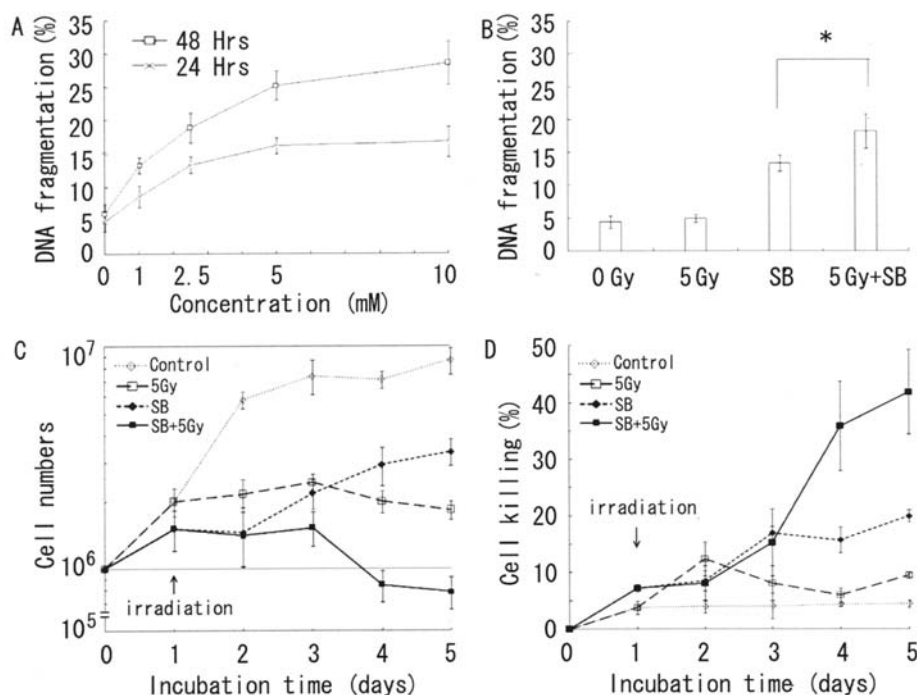 A
DNA fragmentation (%)
35
30
25
20
15
10
5
0
48 Hrs
24 Hrs
0 1 2.5 5 10
Concentration (mM)
B
DNA fragmentation (%)
35
30
25
20
15
10
5
0
*
0 Gy 5 Gy SB 5 Gy+SB
C
Cell numbers
10⁷
10⁶
10⁵
Control
5Gy
SB
SB+5Gy
irradiation
0 1 2 3 4 5
Incubation time (days)
D
Cell killing (%)
50
40
30
20
10
0
Control
5Gy
SB
SB+5Gy
irradiation
0 1 2 3 4 5
Incubation time (days)